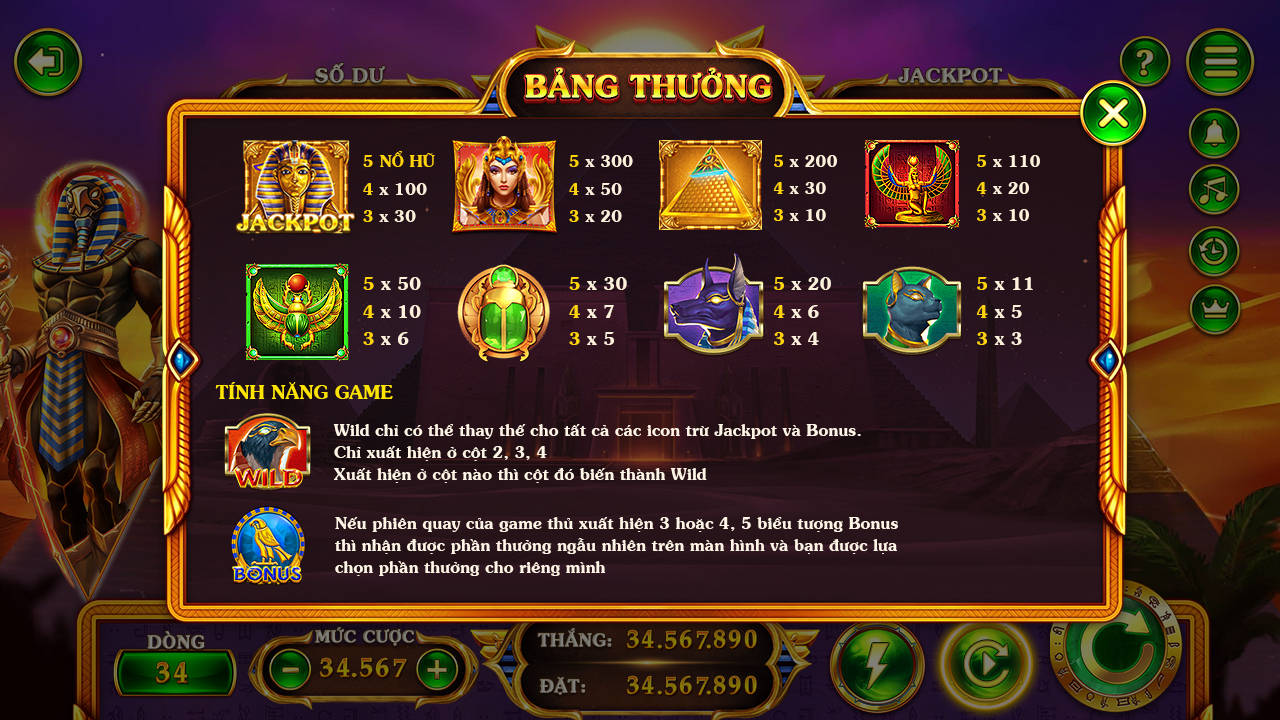 SỐ DƯ
BẢNG THƯỞNG
JACKPOT
?
JACKPOT
5 NỔ HŨ
4 x 100
3 x 30
5 x 300
4 x 50
3 x 20
5 x 200
4 x 30
3 x 10
5 x 110
4 x 20
3 x 10
5 x 50
4 x 10
3 x 6
5 x 30
4 x 7
3 x 5
5 x 20
4 x 6
3 x 4
5 x 11
4 x 5
3 x 3
TÍNH NĂNG GAME
WILD
Wild chỉ có thể thay thế cho tất cả các icon trừ Jackpot và Bonus.
Chỉ xuất hiện ở cột 2, 3, 4
Xuất hiện ở cột nào thì cột đó biến thành Wild
BONUS
Nếu phiên quay của game thủ xuất hiện 3 hoặc 4, 5 biểu tượng Bonus
thì nhận được phần thưởng ngẫu nhiên trên màn hình và bạn được lựa
chọn phần thưởng cho riêng mình
DÒNG
34
MỨC CƯỢC
34.567
THẮNG: 34.567.890
ĐẶT: 34.567.890